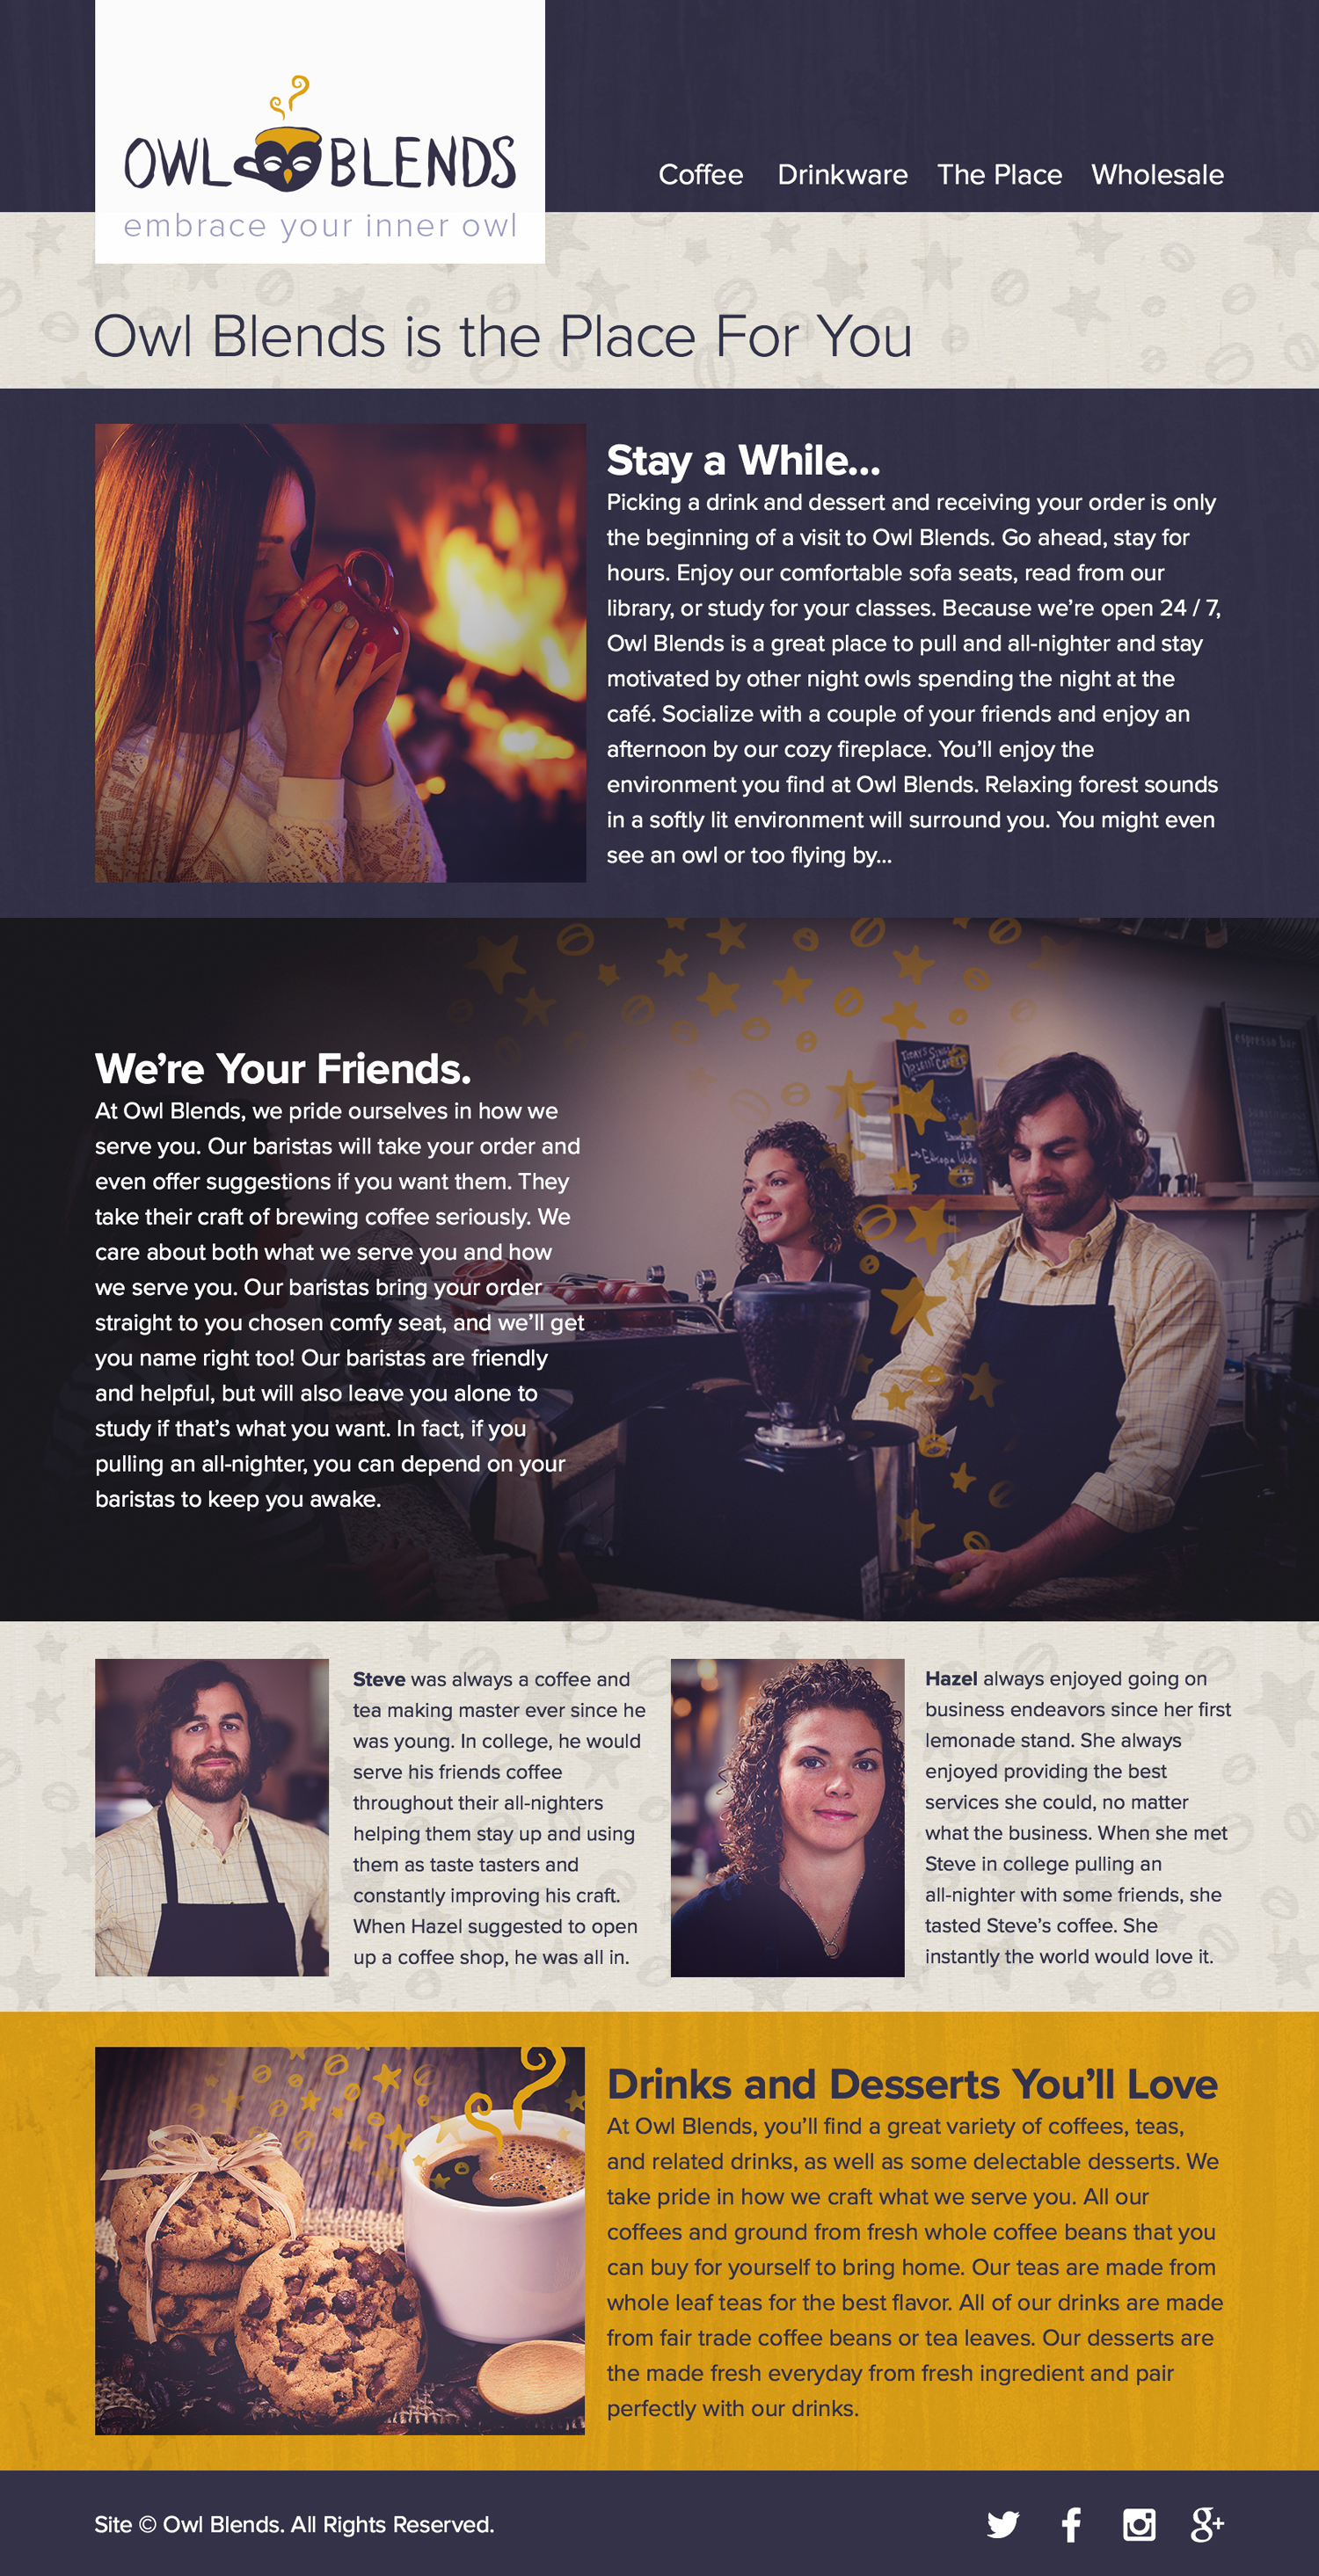 OWL BLENDS
embrace your inner owl
Coffee Drinkware The Place Wholesale
Owl Blends is the Place For You
Stay a While...
Picking a drink and dessert and receiving your order is only
the beginning of a visit to Owl Blends. Go ahead, stay for
hours. Enjoy our comfortable sofa seats, read from our
library, or study for your classes. Because we’re open 24 / 7,
Owl Blends is a great place to pull and all-nighter and stay
motivated by other night owls spending the night at the
café. Socialize with a couple of your friends and enjoy an
afternoon by our cozy fireplace. You’ll enjoy the
environment you find at Owl Blends. Relaxing forest sounds
in a softly lit environment will surround you. You might even
see an owl or too flying by...
TODAY'S SINGLE
ORIGIN COFFEE
espresso bar
We’re Your Friends.
At Owl Blends, we pride ourselves in how we
serve you. Our baristas will take your order and
even offer suggestions if you want them. They
take their craft of brewing coffee seriously. We
care about both what we serve you and how
we serve you. Our baristas bring your order
straight to you chosen comfy seat, and we’ll get
you name right too! Our baristas are friendly
and helpful, but will also leave you alone to
study if that’s what you want. In fact, if you
pulling an all-nighter, you can depend on your
baristas to keep you awake.
Steve was always a coffee and
tea making master ever since he
was young. In college, he would
serve his friends coffee
throughout their all-nighters
helping them stay up and using
them as taste tasters and
constantly improving his craft.
When Hazel suggested to open
up a coffee shop, he was all in.
Hazel always enjoyed going on
business endeavors since her first
lemonade stand. She always
enjoyed providing the best
services she could, no matter
what the business. When she met
Steve in college pulling an
all-nighter with some friends, she
tasted Steve’s coffee. She
instantly the world would love it.
Drinks and Desserts You’ll Love
At Owl Blends, you’ll find a great variety of coffees, teas,
and related drinks, as well as some delectable desserts. We
take pride in how we craft what we serve you. All our
coffees and ground from fresh whole coffee beans that you
can buy for yourself to bring home. Our teas are made from
whole leaf teas for the best flavor. All of our drinks are made
from fair trade coffee beans or tea leaves. Our desserts are
the made fresh everyday from fresh ingredient and pair
perfectly with our drinks.
Site © Owl Blends. All Rights Reserved.
g+